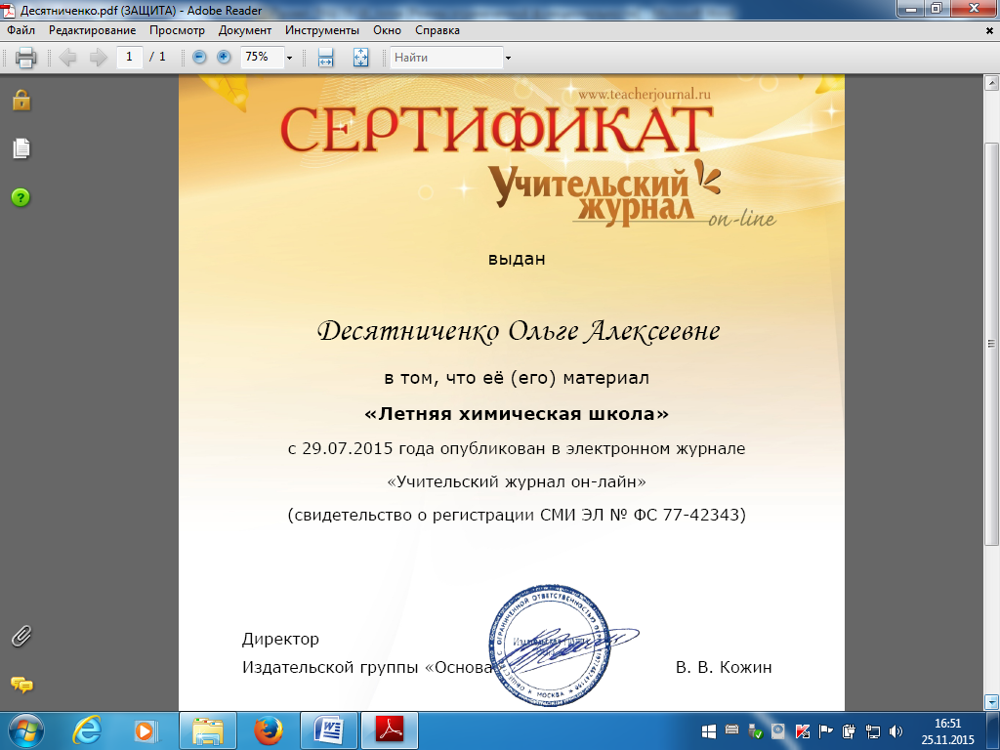 Десятниченко.pdf (ЗАЩИТА) - Adobe Reader
Файл Редактирование Просмотр Документ Инструменты Окно Справка
1 / 1 75% Найти
www.teacherjournal.ru
СЕРТИФИКАТ
Учительский
журнал
on-line
выдан
Десятниченко Ольге Алексеевне
в том, что её (его) материал
«Летняя химическая школа»
с 29.07.2015 года опубликован в электронном журнале
«Учительский журнал он-лайн»
(свидетельство о регистрации СМИ ЭЛ № ФС 77-42343)
Директор
Издательской группы «Основа В. В. Кожин
МОСКВА
16:51
25.11.2015